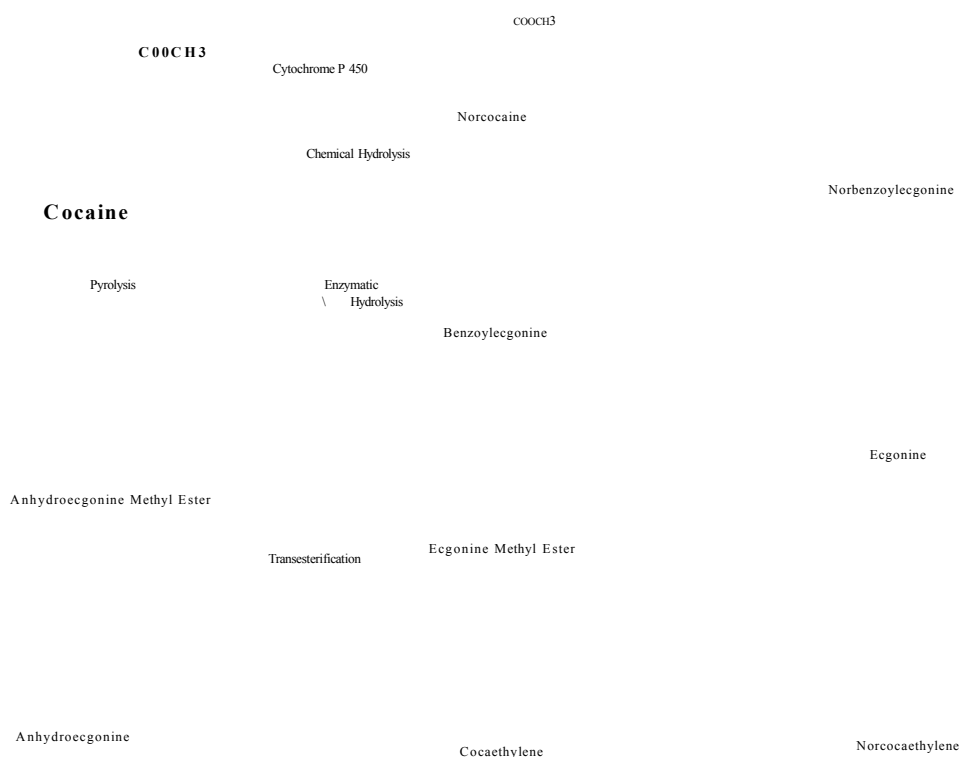 COOCH3
C00CH3
Cytochrome P 450
Norcocaine
Chemical Hydrolysis
Norbenzoylecgonine
Cocaine
Pyrolysis
Enzymatic
\ Hydrolysis
Benzoylecgonine
Ecgonine
Anhydroecgonine Methyl Ester
Ecgonine Methyl Ester
Transesterification
Anhydroecgonine
Norcocaethylene
Cocaethylene